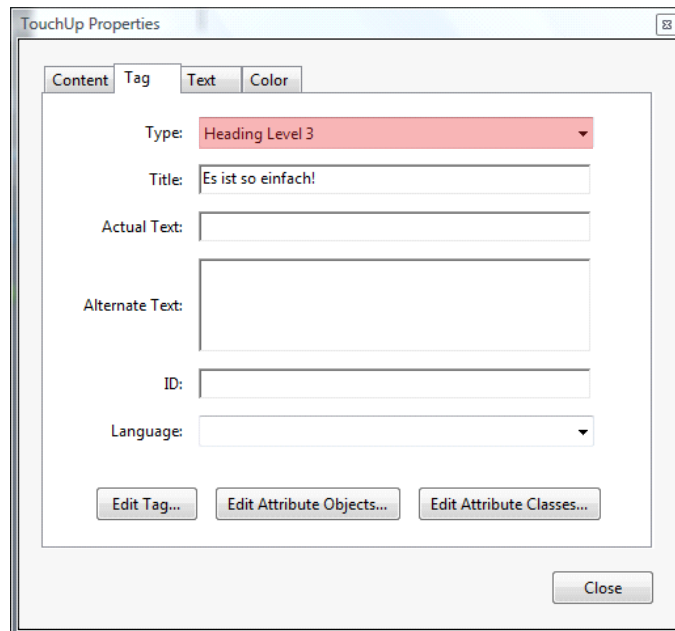 TouchUp Properties
Content Tag Text Color
Type: Heading Level 3
Title: Es ist so einfach!
Actual Text:
Alternate Text:
ID:
Language:
Edit Tag... Edit Attribute Objects... Edit Attribute Classes...
Close